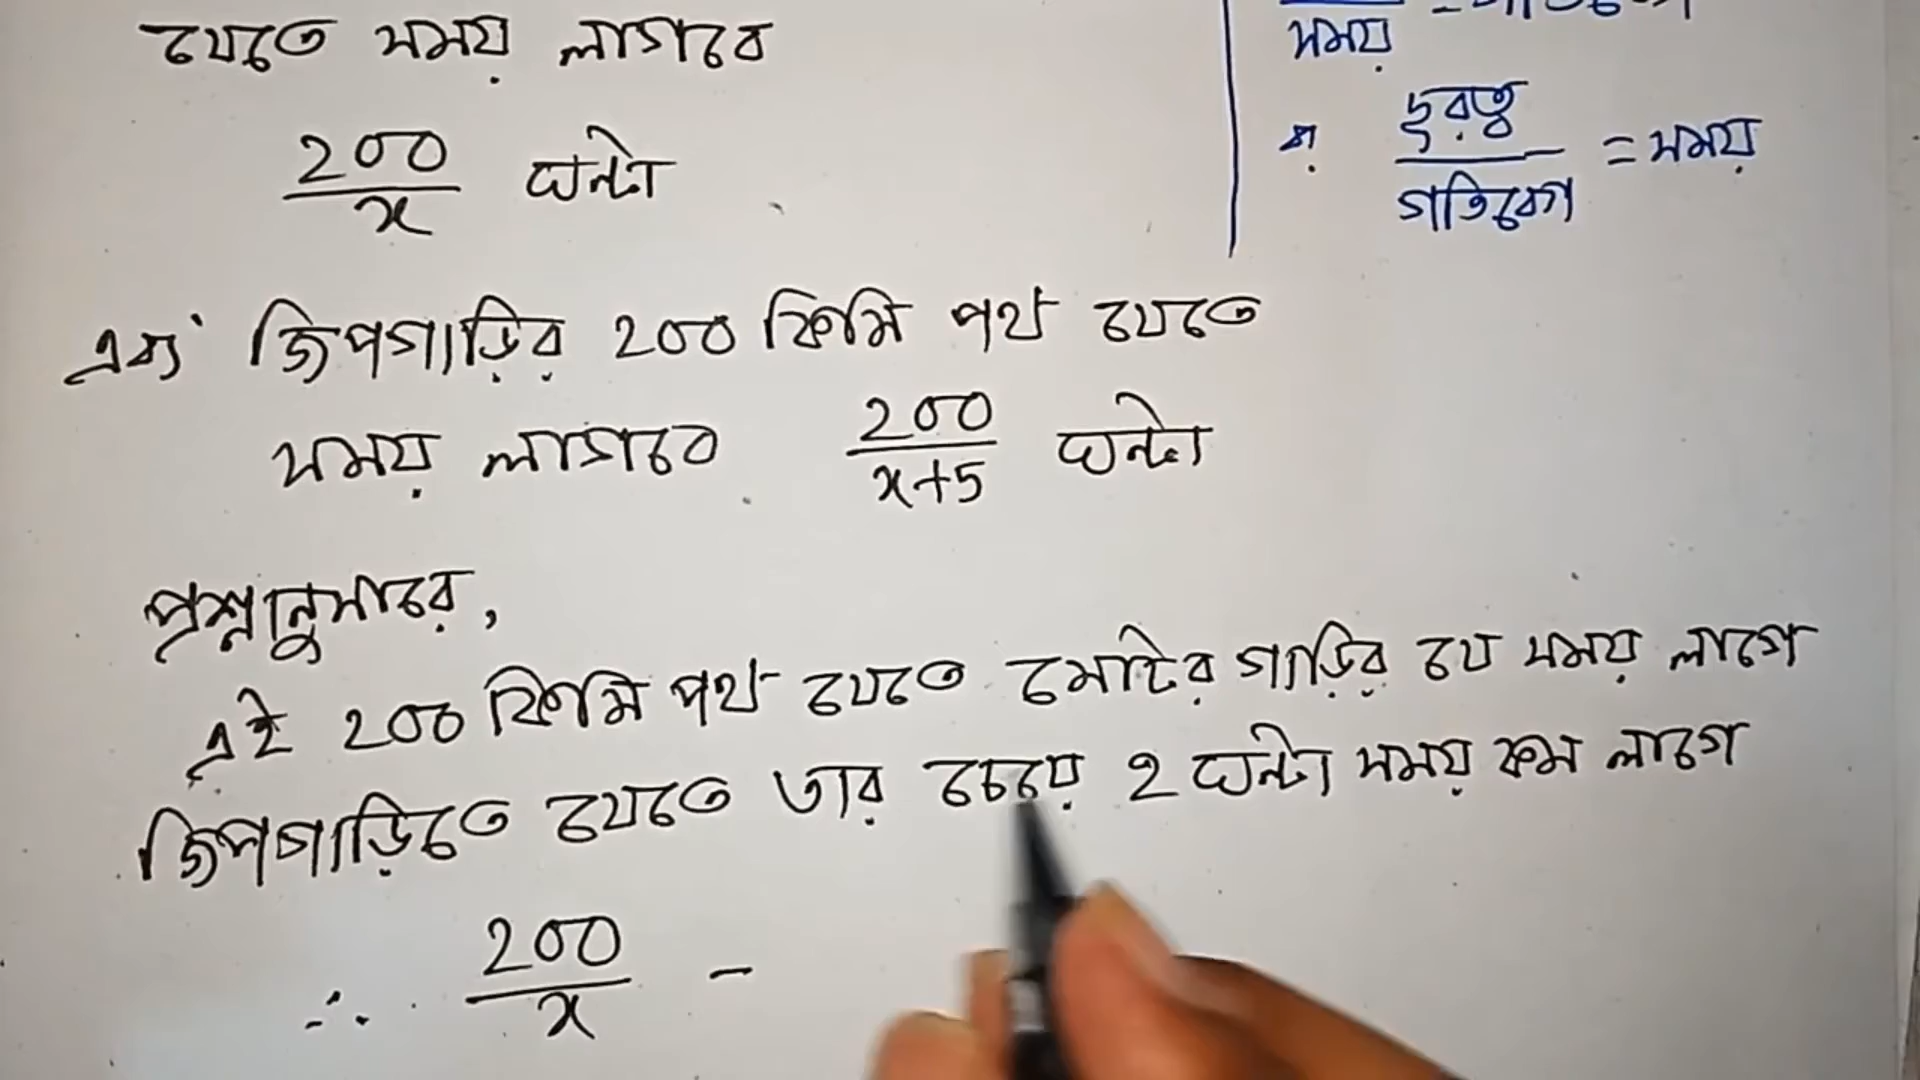 যেতে সময় লাগবে
200/x ঘন্টা
সময়
বা দূরত্ব/গতিবেগ = সময়
এবং জিপগাড়ির 200 কিমি পথ যেতে
সময় লাগবে 200/x+5 ঘন্টা
প্রশ্নানুসারে,
এই 200 কিমি পথ যেতে মোটর গাড়ির যে সময় লাগে
জিপগাড়িতে যেতে তার চেয়ে 2 ঘন্টা সময় কম লাগে
∴ 200/x -